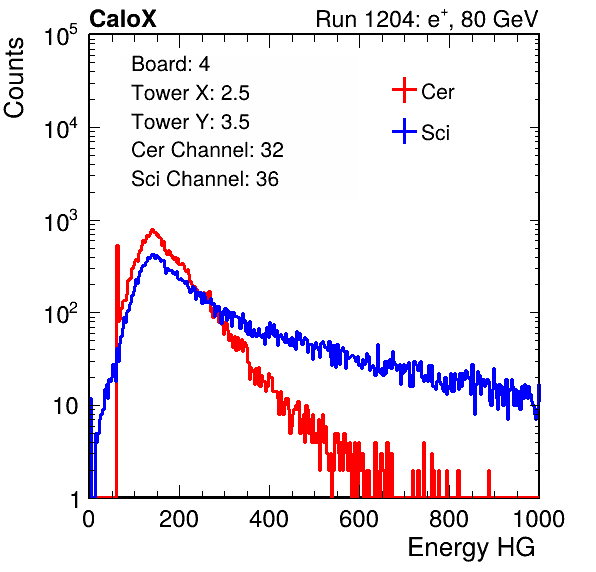 CaloX Run 1204: e⁺, 80 GeV
Counts
10⁵
Board: 4
Tower X: 2.5
Tower Y: 3.5
Cer Channel: 32
Sci Channel: 36
Cer
Sci
10⁴
10³
10²
10
1
0 200 400 600 800 1000
Energy HG